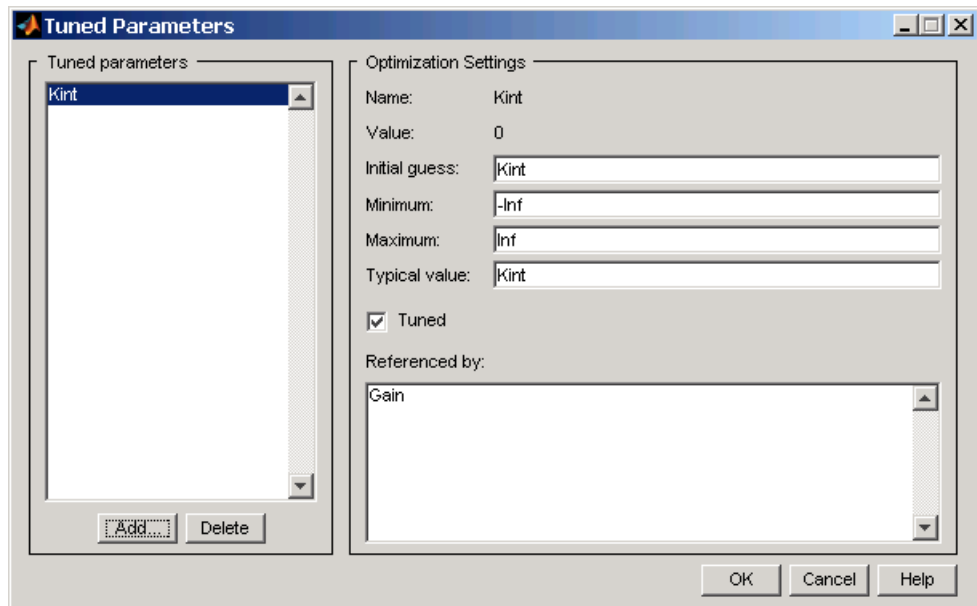 Tuned Parameters
Tuned parameters
Kint
Add...
Delete
Optimization Settings
Name: Kint
Value: 0
Initial guess: Kint
Minimum: -Inf
Maximum: Inf
Typical value: Kint
Tuned
Referenced by:
Gain
OK Cancel Help